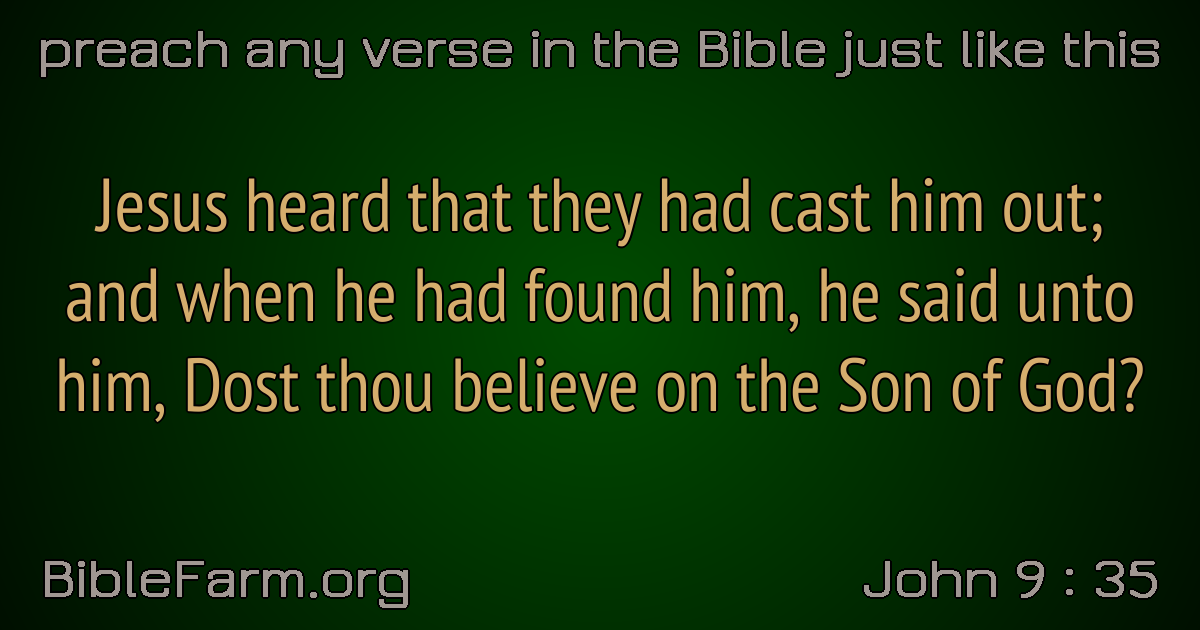 preach any verse in the Bible just like this
Jesus heard that they had cast him out;
and when he had found him, he said unto
him, Dost thou believe on the Son of God?
BibleFarm.org
John 9 : 35